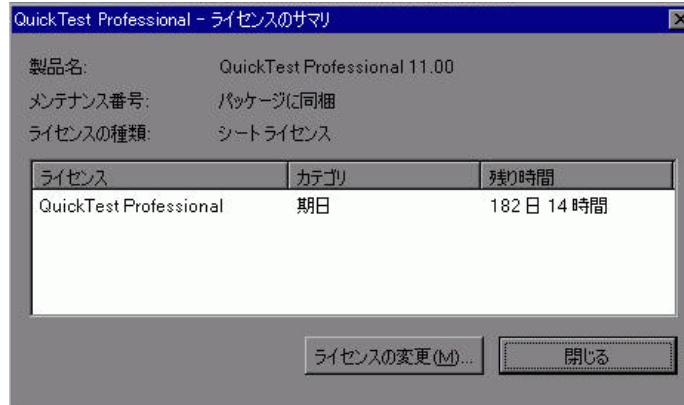 QuickTest Professional - ライセンスのサマリ
製品名: QuickTest Professional 11.00
メンテナンス番号: パッケージに同梱
ライセンスの種類: シートライセンス
ライセンス カテゴリ 残り時間
QuickTest Professional 期日 182 日 14 時間
ライセンスの変更(M)... 閉じる